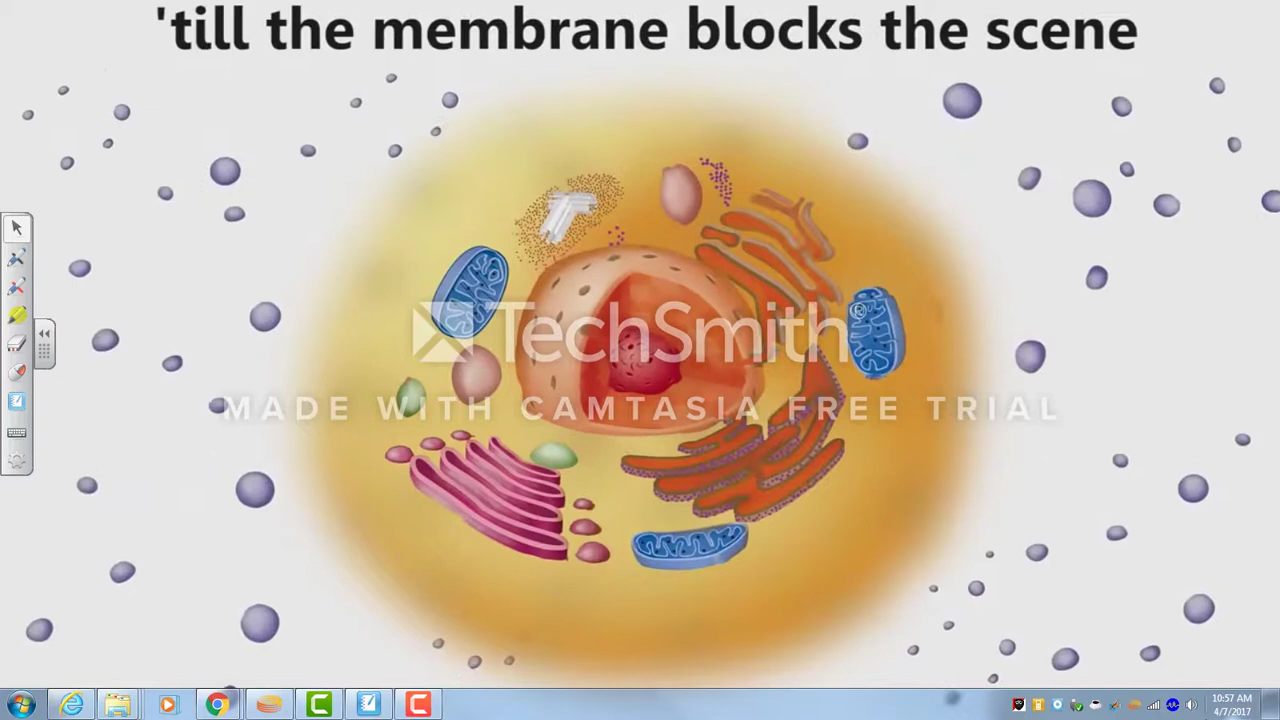 'till the membrane blocks the scene
TechSmith
MADE WITH CAMTASIA FREE TRIAL
10:57 AM
4/7/2017